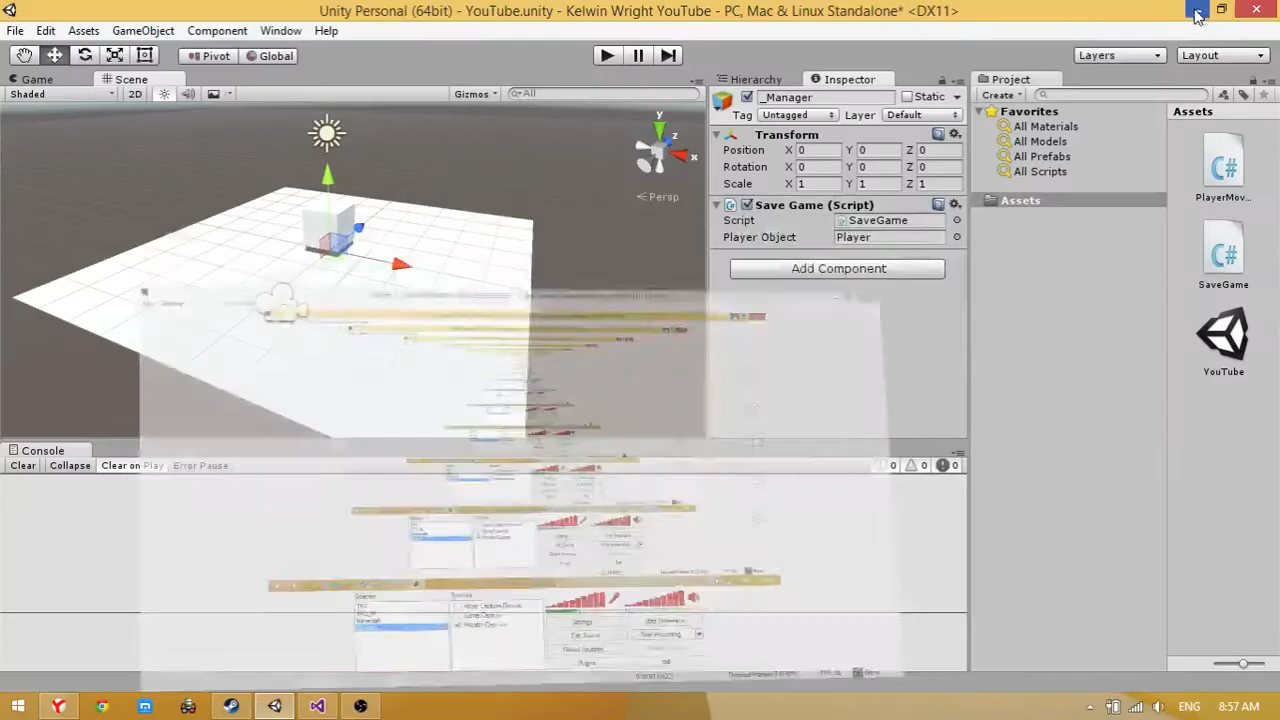 Unity Personal (64bit) - YouTube.unity - Kelwin Wright YouTube - PC, Mac & Linux Standalone* <DX11>
File Edit Assets GameObject Component Window Help
Pivot Global Layers Layout
Game Scene Hierarchy Inspector Project
Shaded 2D Gizmos All
_Manager Static
Tag Untagged Layer Default
Transform
Position X 0 Y 0 Z 0
Rotation X 0 Y 0 Z 0
Scale X 1 Y 1 Z 1
Save Game (Script)
Script SaveGame
Player Object Player
Add Component
y
z
x
Persp
Create
Favorites
All Materials
All Models
All Prefabs
All Scripts
Assets
Assets
PlayerMov...
SaveGame
YouTube
Console
Clear Collapse Clear on Play Error Pause 0 0 0
Settings
Plugins
ENG 8:57 AM